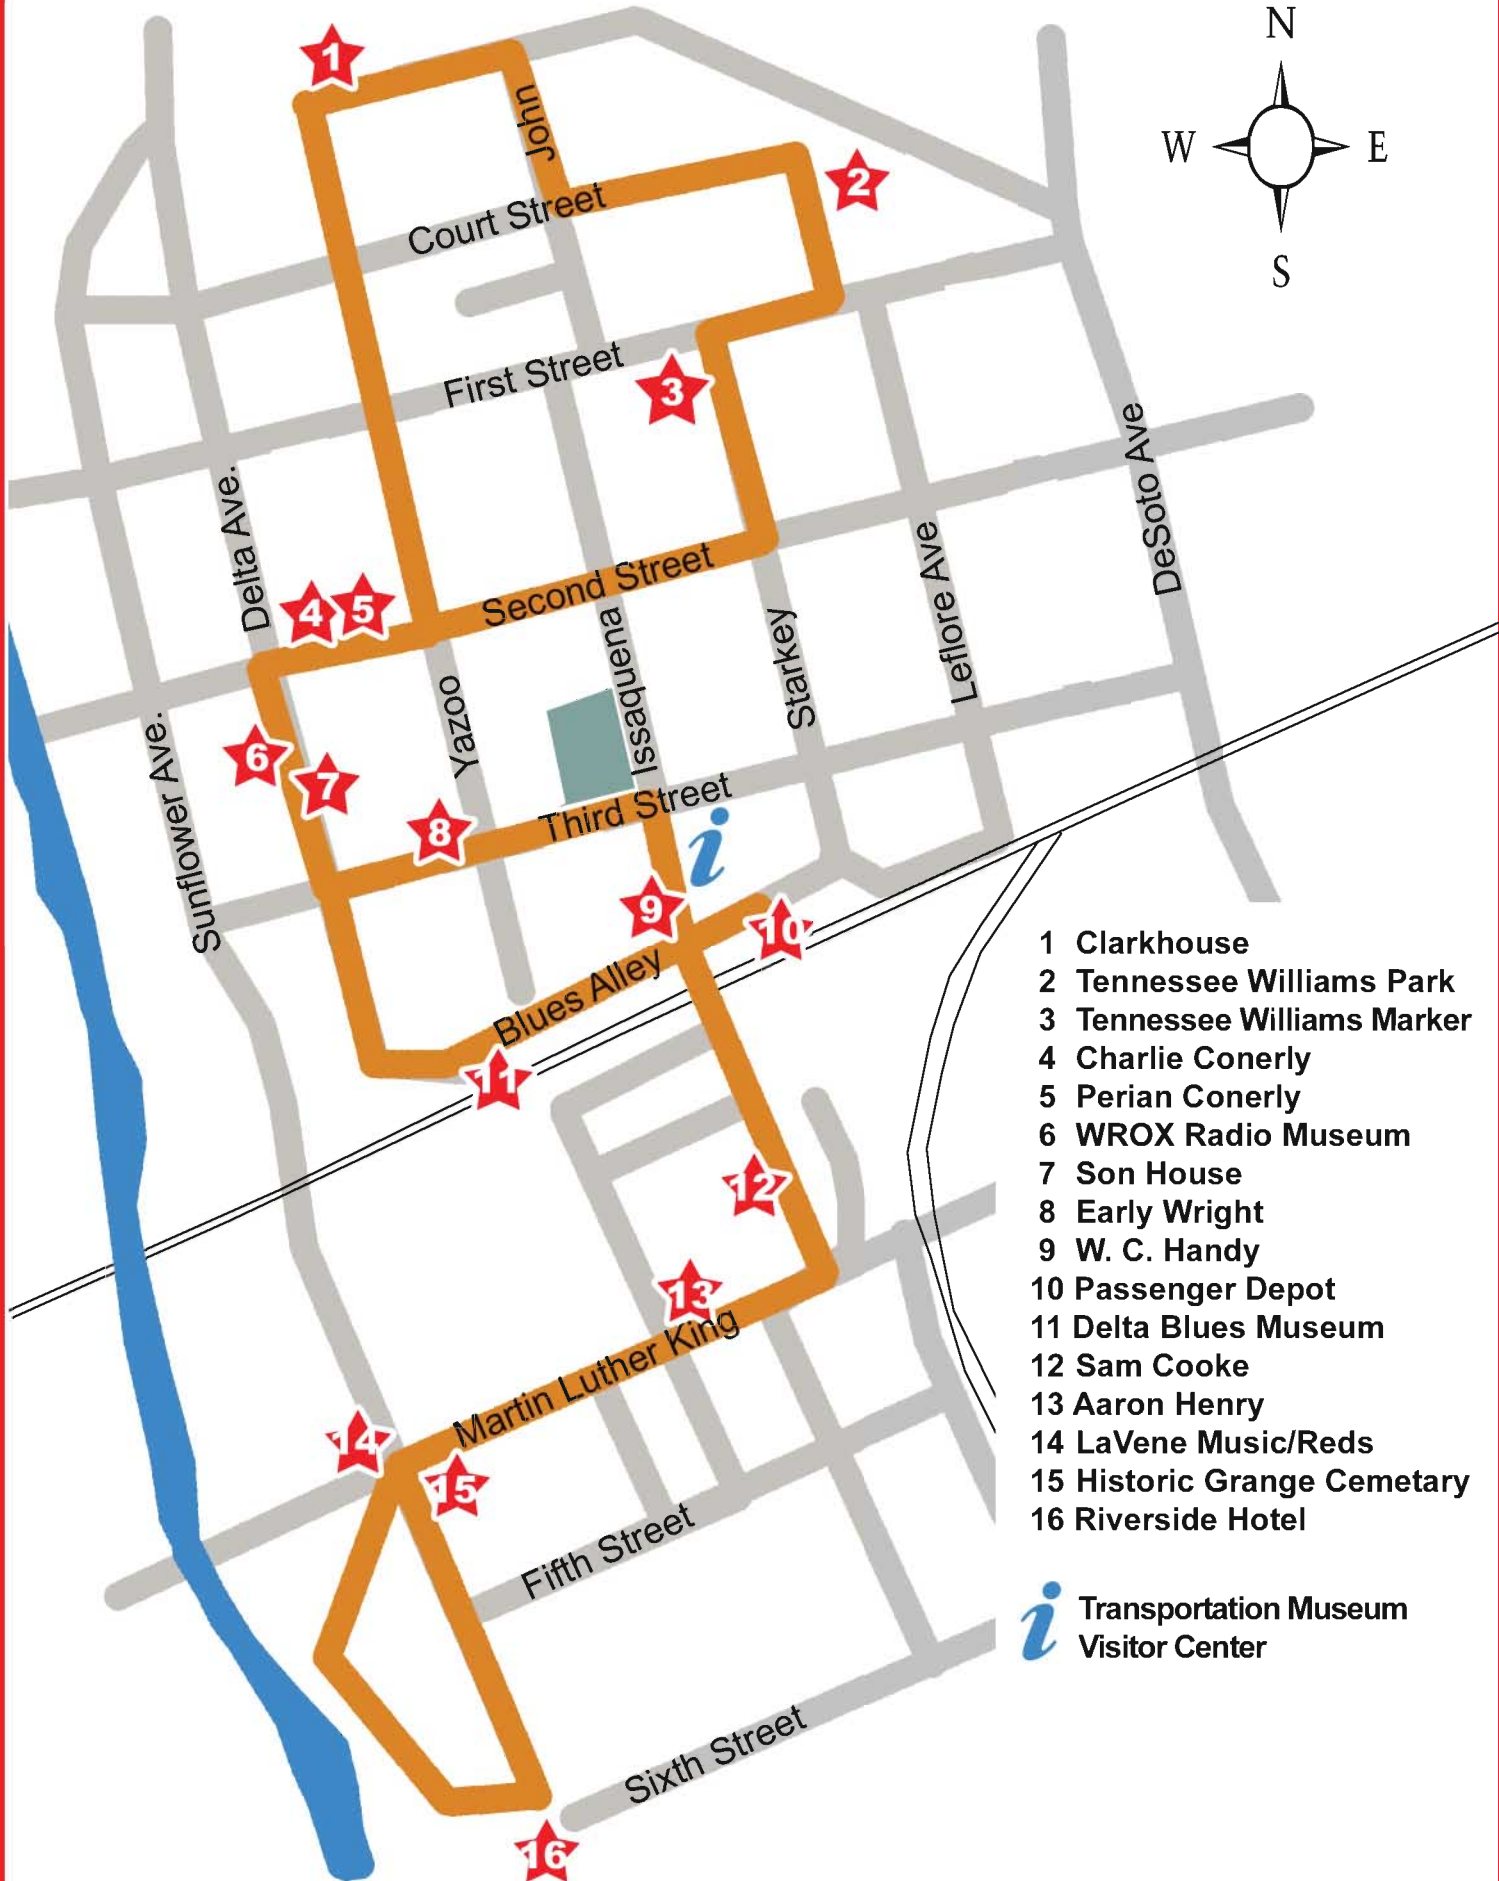 N
W E
S
1
John
2
Court Street
First Street
3
Delta Ave.
DeSoto Ave
4
5
Second Street
Leflore Ave
Starkey
Issaquena
Yazoo
Sunflower Ave.
6
7
8
Third Street
i
9
10
Blues Alley
11
12
13
Martin Luther King
14
15
Fifth Street
Sixth Street
16
1 Clarkhouse
2 Tennessee Williams Park
3 Tennessee Williams Marker
4 Charlie Conerly
5 Perian Conerly
6 WROX Radio Museum
7 Son House
8 Early Wright
9 W. C. Handy
10 Passenger Depot
11 Delta Blues Museum
12 Sam Cooke
13 Aaron Henry
14 LaVene Music/Reds
15 Historic Grange Cemetary
16 Riverside Hotel
i Transportation Museum
Visitor Center